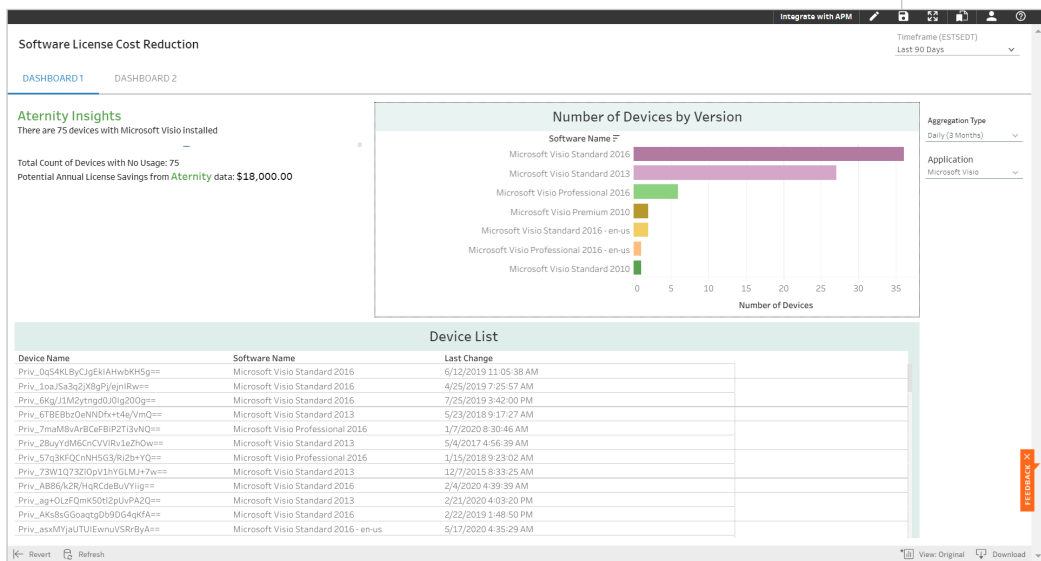 Integrate with APM
Software License Cost Reduction
Timeframe (EST5EDT)
Last 90 Days
DASHBOARD 1
DASHBOARD 2
Aternity Insights
There are 75 devices with Microsoft Visio installed
Total Count of Devices with No Usage: 75
Potential Annual License Savings from Aternity data: $18,000.00
Number of Devices by Version
Software Name
Microsoft Visio Standard 2016
Microsoft Visio Standard 2013
Microsoft Visio Professional 2016
Microsoft Visio Premium 2010
Microsoft Visio Standard 2016 - en-us
Microsoft Visio Professional 2016 - en-us
Microsoft Visio Standard 2010
0 5 10 15 20 25 30 35
Number of Devices
Aggregation Type
Daily (3 Months)
Application
Microsoft Visio
Device List
Device Name Software Name Last Change
Priv_0qS4KLByCJgEkIAHwbKH5g== Microsoft Visio Standard 2016 6/12/2019 11:05:38 AM
Priv_1oaJSa3q2jX8gPj/ejnIRw== Microsoft Visio Standard 2016 4/25/2019 7:25:57 AM
Priv_6Kg/J1M2ytngd0J0Ig20Og== Microsoft Visio Standard 2016 7/25/2019 3:42:00 PM
Priv_6TBEBbzOeNNDfx+t4e/VmQ== Microsoft Visio Standard 2013 5/23/2018 9:17:27 AM
Priv_7maM8vArBCeFBiP2Ti3vNQ== Microsoft Visio Professional 2016 1/7/2020 8:30:46 AM
Priv_28uyYdM6CnCVVIRv1eZhOw== Microsoft Visio Standard 2013 5/4/2017 4:56:39 AM
Priv_57q3KFQCnNH5G3/Ri2b+YQ== Microsoft Visio Professional 2016 1/15/2018 9:23:02 AM
Priv_73W1Q73ZIOpV1hYGLMJ+7w== Microsoft Visio Standard 2013 12/7/2015 8:33:25 AM
Priv_AB86/k2R/HqRCdeBuVYiig== Microsoft Visio Standard 2016 2/4/2020 4:39:39 AM
Priv_ag+OLzFQmK50tI2pUvPA2Q== Microsoft Visio Standard 2013 2/21/2020 4:03:20 PM
Priv_AKs8sGGoaqtgDb9DG4qKfA== Microsoft Visio Standard 2016 2/22/2019 1:48:50 PM
Priv_asxMYjaUTUIEwnuVSRrByA== Microsoft Visio Standard 2016 - en-us 5/17/2020 4:35:29 AM
FEEDBACK
Revert
Refresh
View: Original
Download